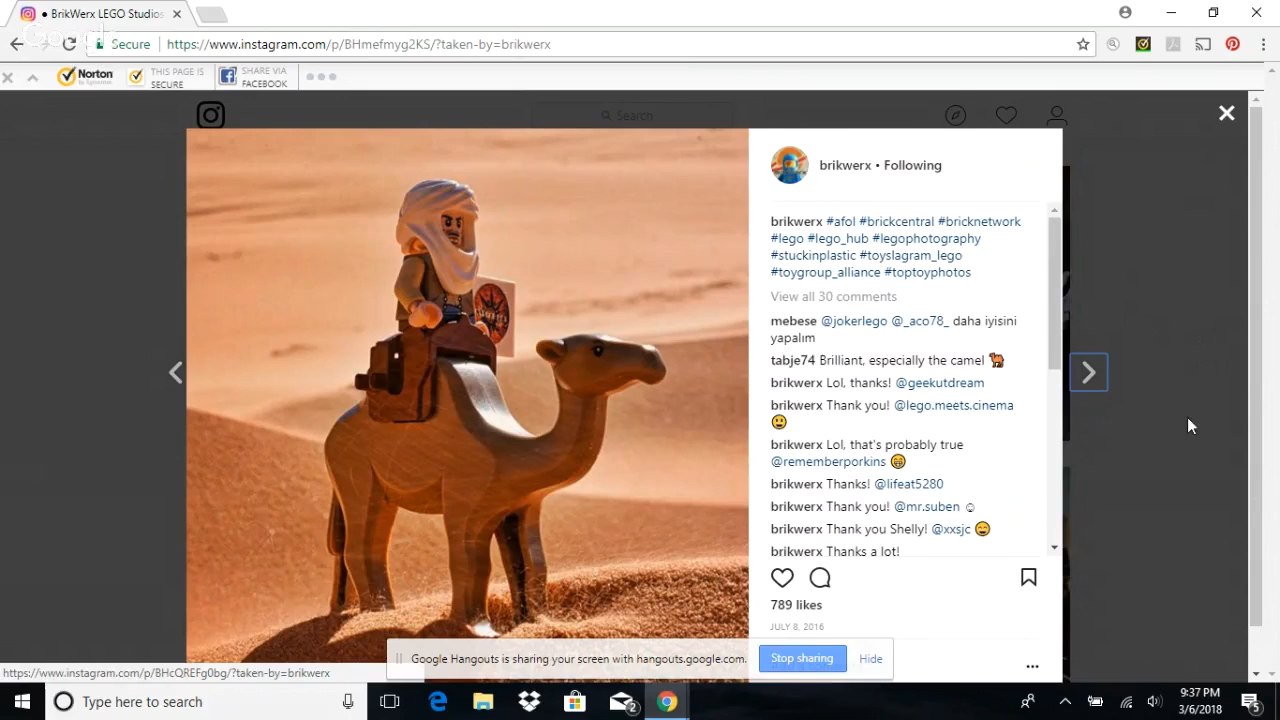 • BrikWerx LEGO Studios
Google
Secure
https://www.instagram.com/p/BHmefmyg2KS/?taken-by=brikwerx
Norton
by Symantec
THIS PAGE IS
SECURE
SHARE VIA
FACEBOOK
Search
brikwerx • Following
brikwerx #afol #brickcentral #bricknetwork
#lego #lego_hub #legophotography
#stuckinplastic #toyslagram_lego
#toygroup_alliance #toptoyphotos
View all 30 comments
mebese @jokerlego @_aco78_ daha iyisini
yapalım
tabje74 Brilliant, especially the camel 🐫
brikwerx Lol, thanks! @geekutdream
brikwerx Thank you! @lego.meets.cinema
🙂
brikwerx Lol, that's probably true
@rememberporkins 😁
brikwerx Thanks! @lifeat5280
brikwerx Thank you! @mr.suben ☺
brikwerx Thank you Shelly! @xxsjc 😄
brikwerx Thanks a lot!
789 likes
JULY 8, 2016
Google Hangouts is sharing your screen with hangouts.google.com.
Stop sharing
Hide
https://www.instagram.com/p/BHcQREFg0bg/?taken-by=brikwerx
Type here to search
2
9:37 PM
3/6/2018
5